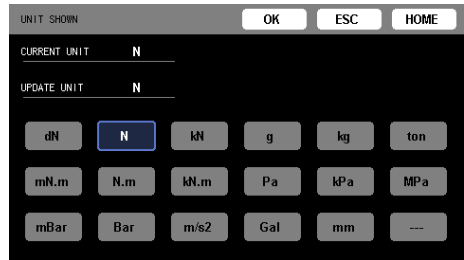 UNIT SHOWN OK ESC HOME
CURRENT UNIT N
UPDATE UNIT N
dN N kN g kg ton
mN.m N.m kN.m Pa kPa MPa
mBar Bar m/s2 Gal mm ---